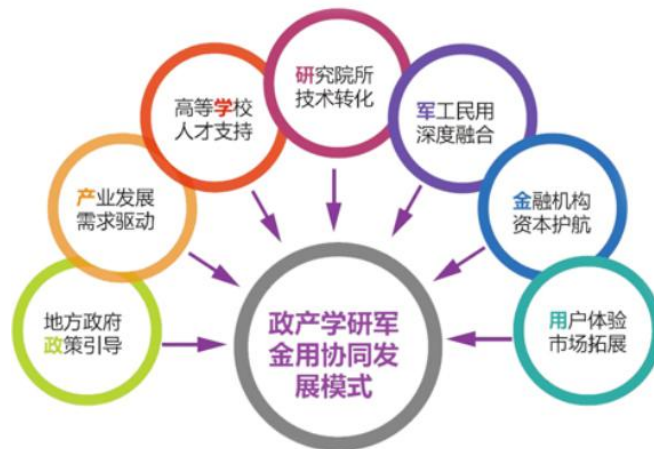 地方政府
政策引导
产业发展
需求驱动
高等学校
人才支持
研究院所
技术转化
军工民用
深度融合
金融机构
资本护航
用户体验
市场拓展
政产学研军
金用协同发
展模式